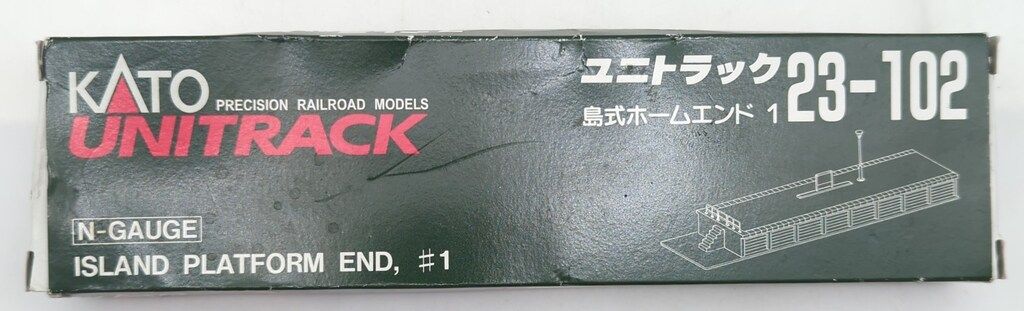 KATO PRECISION RAILROAD MODELS
UNITRACK
N-GAUGE
ISLAND PLATFORM END, #1
ユニトラック 23-102
島式ホームエンド 1